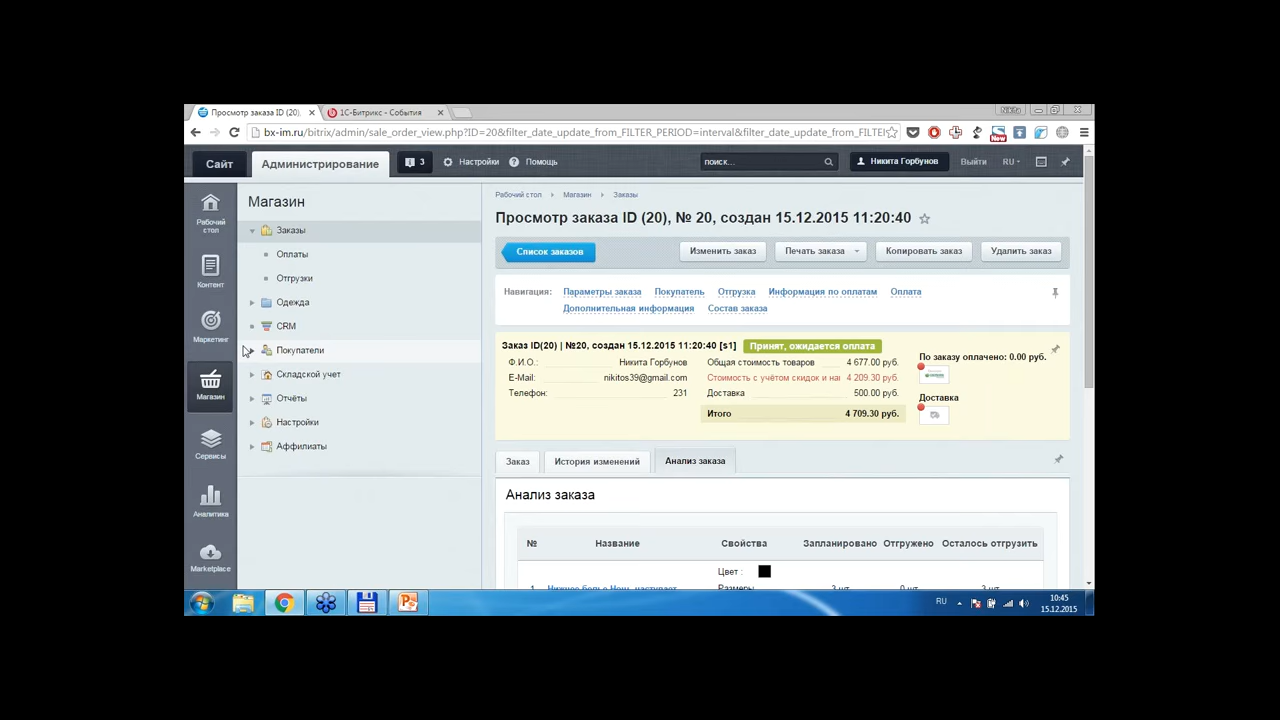 Просмотр заказа ID (20),
1С-Битрикс - События
Nikita
bx-im.ru/bitrix/admin/sale_order_view.php?ID=20&filter_date_update_from_FILTER_PERIOD=interval&filter_date_update_from_FILTE
New
Сайт
Администрирование
3
Настройки
Помощь
поиск...
Никита Горбунов
Выйти
RU
Рабочий стол
Контент
Маркетинг
Магазин
Сервисы
Аналитика
Marketplace
Магазин
Заказы
Оплаты
Отгрузки
Одежда
CRM
Покупатели
Складской учет
Отчёты
Настройки
Аффилиаты
Рабочий стол Магазин Заказы
Просмотр заказа ID (20), № 20, создан 15.12.2015 11:20:40
Список заказов
Изменить заказ
Печать заказа
Копировать заказ
Удалить заказ
Навигация: Параметры заказа Покупатель Отгрузка Информация по оплатам Оплата
Дополнительная информация Состав заказа
Заказ ID(20) | №20, создан 15.12.2015 11:20:40 [s1] Принят, ожидается оплата
Ф.И.О.: Никита Горбунов
E-Mail: nikitos39@gmail.com
Телефон: 231
Общая стоимость товаров 4 677.00 руб.
Стоимость с учётом скидок и нац 4 209.30 руб.
Доставка 500.00 руб.
Итого 4 709.30 руб.
По заказу оплачено: 0.00 руб.
Доставка
Заказ
История изменений
Анализ заказа
Анализ заказа
№ Название Свойства Запланировано Отгружено Осталось отгрузить
Цвет :
Размеры
RU
10:45
15.12.2015